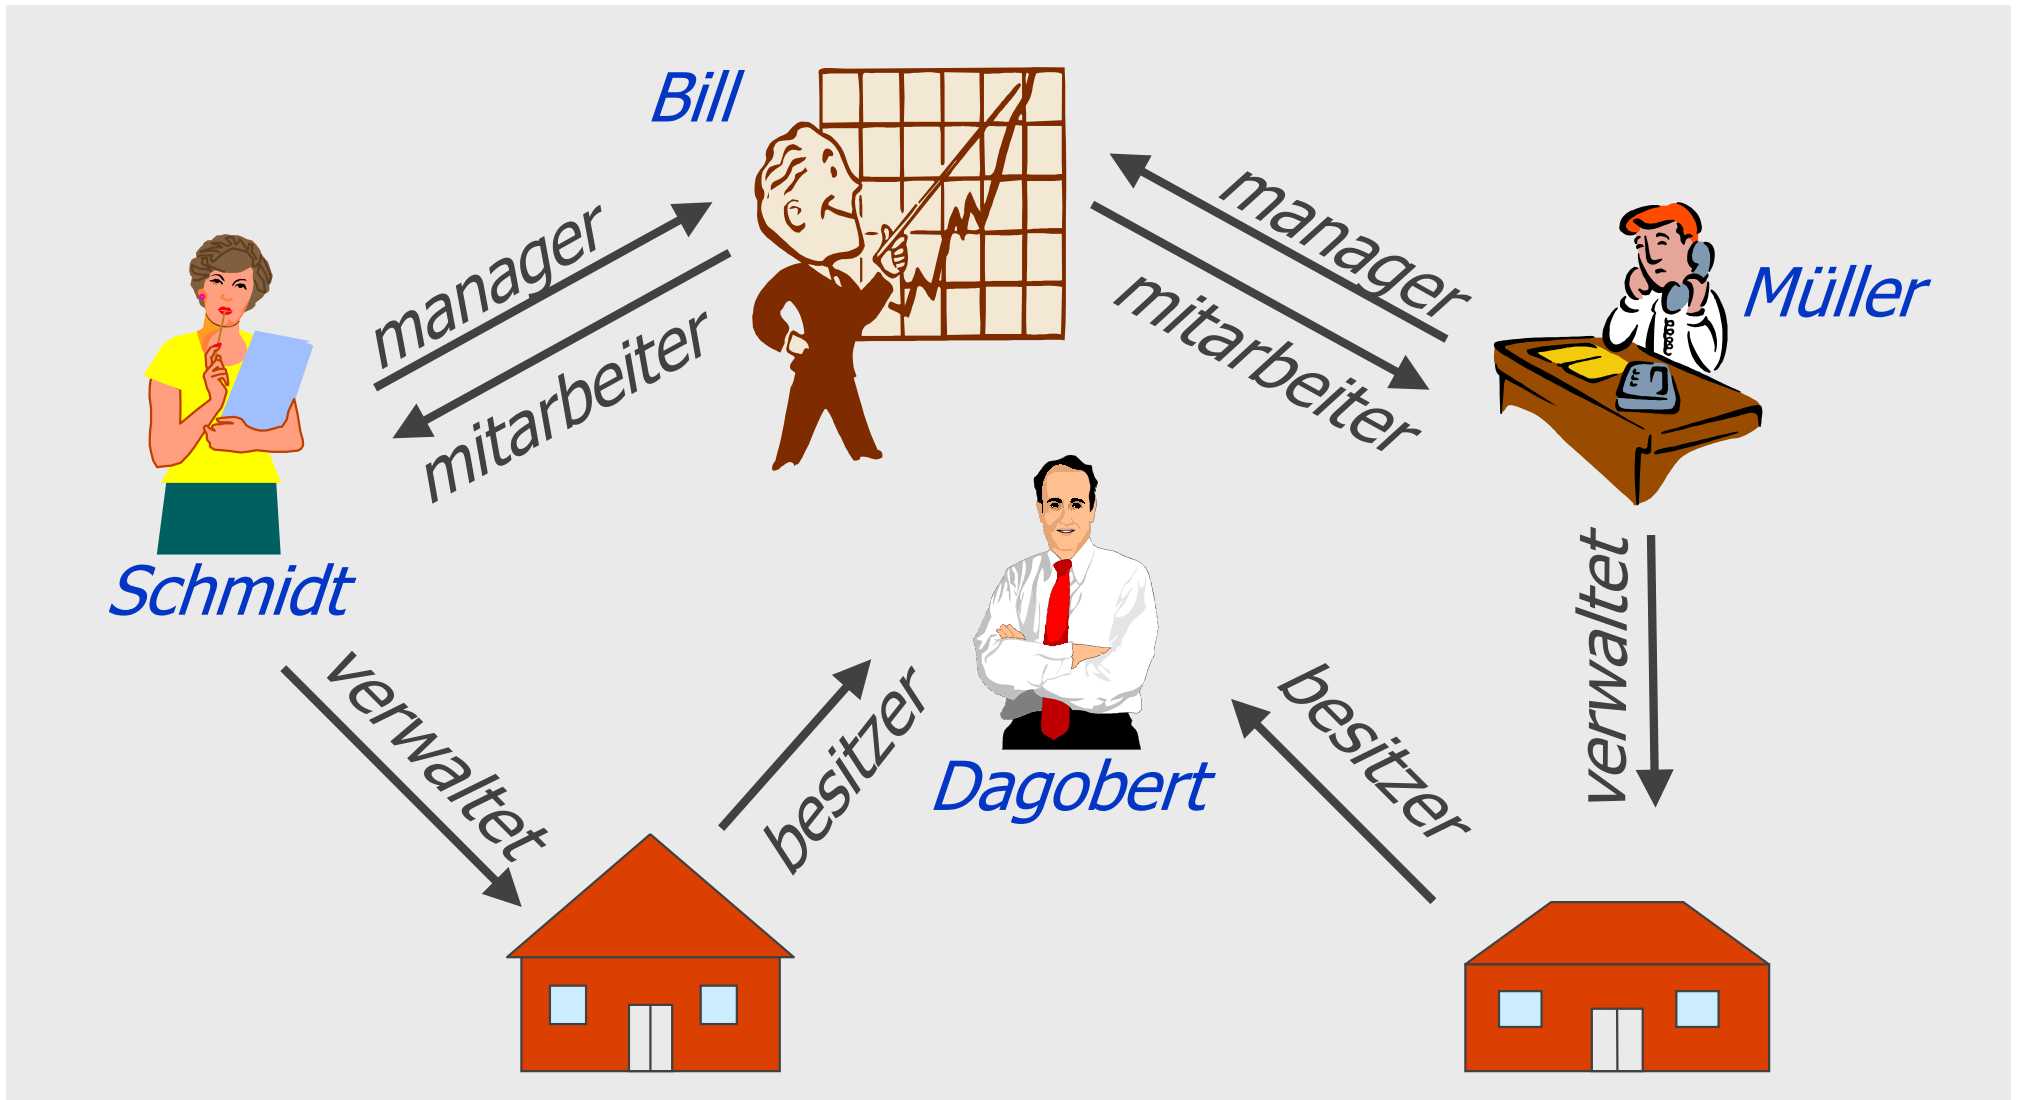 Bill
manager
manager
Müller
mitarbeiter
mitarbeiter
Schmidt
verwaltet
verwaltet
besitzer
besitzer
Dagobert